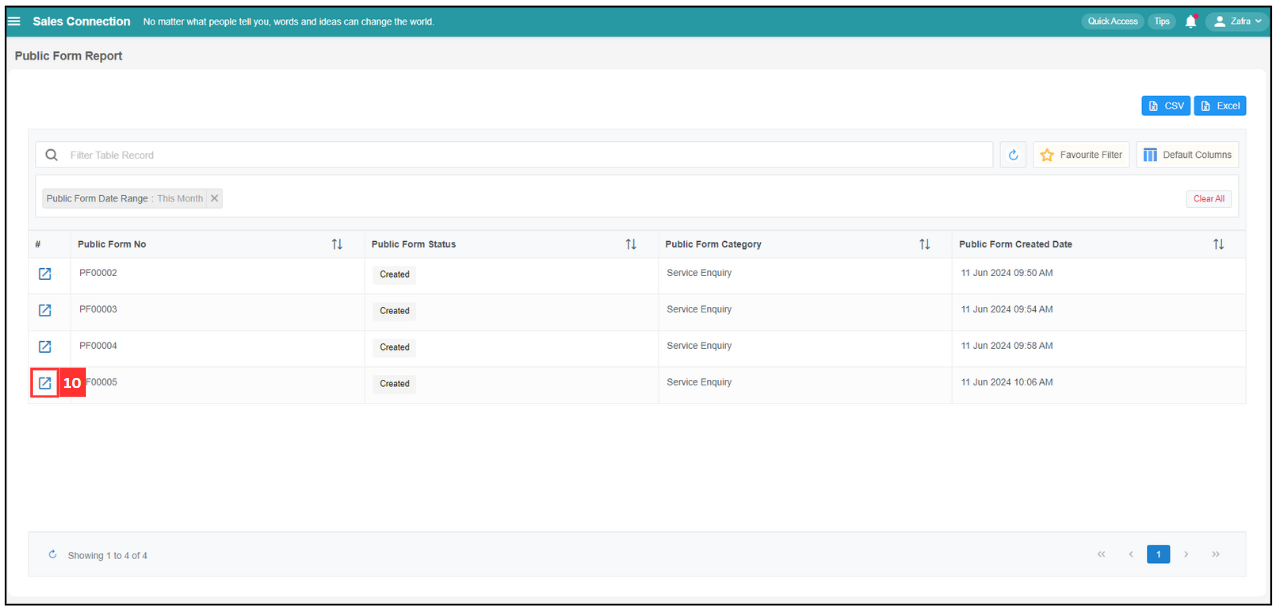 Sales Connection No matter what people tell you, words and ideas can change the world. Quick Access Tips Zafra
Public Form Report
CSV Excel
Filter Table Record Favourite Filter Default Columns
Public Form Date Range : This Month Clear All
# Public Form No Public Form Status Public Form Category Public Form Created Date
PF00002 Created Service Enquiry 11 Jun 2024 09:50 AM
PF00003 Created Service Enquiry 11 Jun 2024 09:54 AM
PF00004 Created Service Enquiry 11 Jun 2024 09:58 AM
10 F00005 Created Service Enquiry 11 Jun 2024 10:06 AM
Showing 1 to 4 of 4 << < 1 > >>